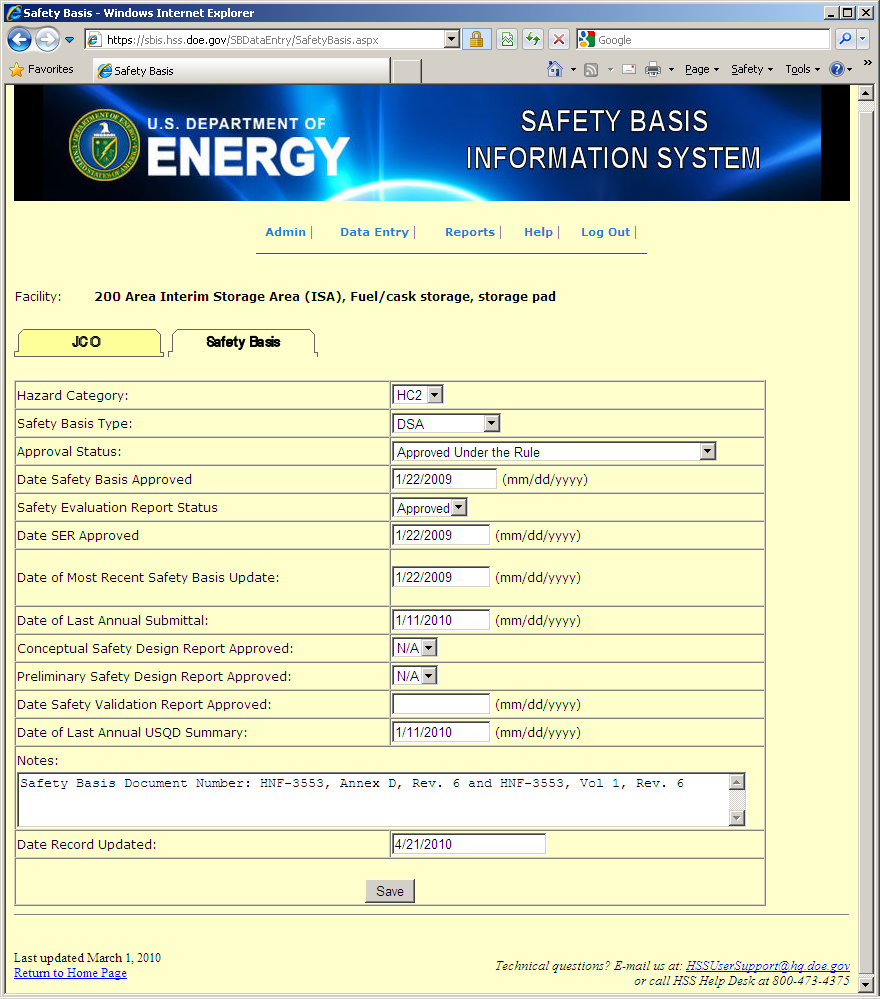 Safety Basis - Windows Internet Explorer
https://sbis.hss.doe.gov/SBDataEntry/SafetyBasis.aspx Google
Favorites Safety Basis Page Safety Tools
U.S. DEPARTMENT OF
ENERGY
SAFETY BASIS
INFORMATION SYSTEM
Admin | Data Entry | Reports | Help | Log Out |
Facility: 200 Area Interim Storage Area (ISA), Fuel/cask storage, storage pad
JCO Safety Basis
Hazard Category: HC2
Safety Basis Type: DSA
Approval Status: Approved Under the Rule
Date Safety Basis Approved 1/22/2009 (mm/dd/yyyy)
Safety Evaluation Report Status Approved
Date SER Approved 1/22/2009 (mm/dd/yyyy)
Date of Most Recent Safety Basis Update: 1/22/2009 (mm/dd/yyyy)
Date of Last Annual Submittal: 1/11/2010 (mm/dd/yyyy)
Conceptual Safety Design Report Approved: N/A
Preliminary Safety Design Report Approved: N/A
Date Safety Validation Report Approved: (mm/dd/yyyy)
Date of Last Annual USQD Summary: 1/11/2010 (mm/dd/yyyy)
Notes:
Safety Basis Document Number: HNF-3553, Annex D, Rev. 6 and HNF-3553, Vol 1, Rev. 6
Date Record Updated: 4/21/2010
Save
Last updated March 1, 2010
Return to Home Page
Technical questions? E-mail us at: HSSUserSupport@hq.doe.gov
or call HSS Help Desk at 800-473-4375